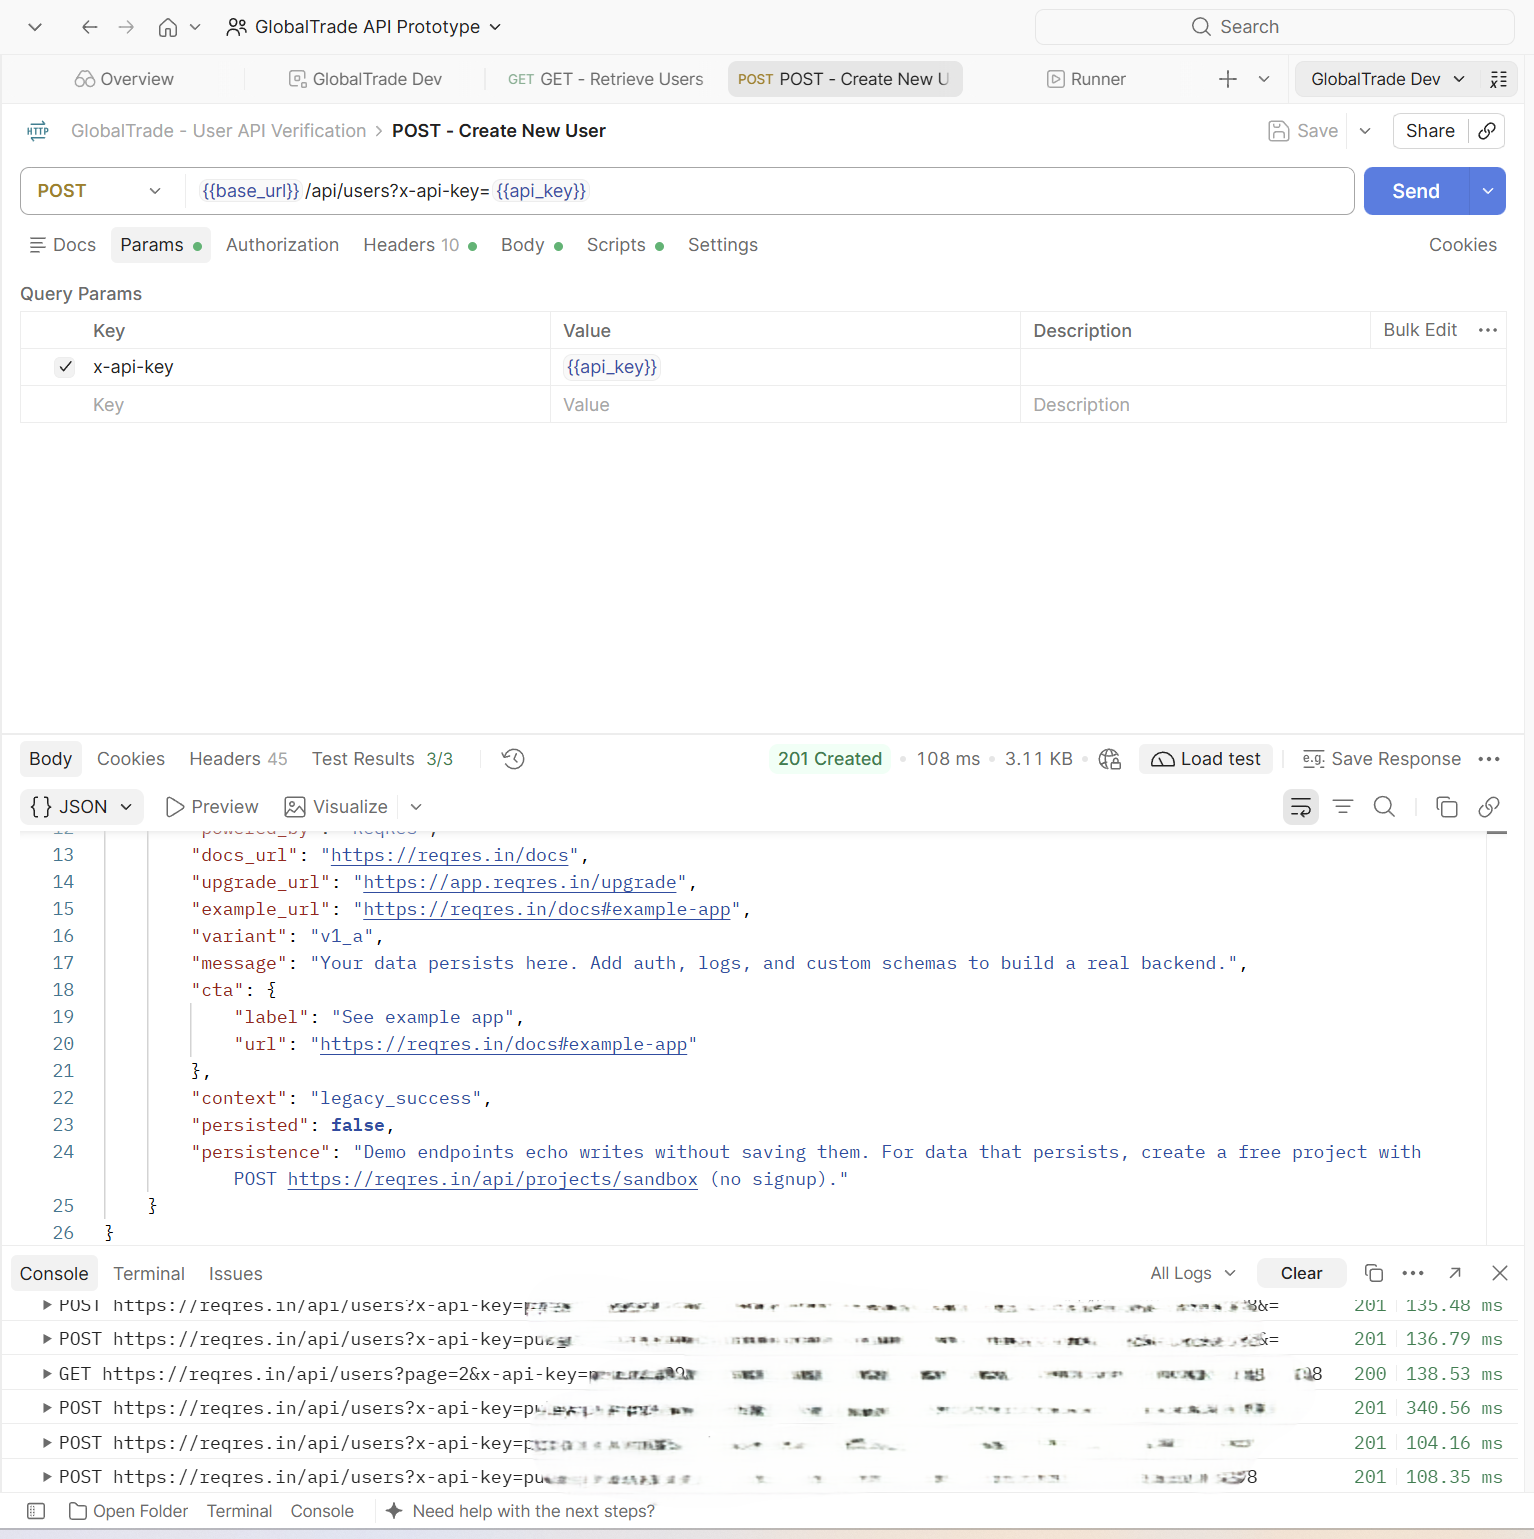 GlobalTrade API Prototype
Search
Overview
GlobalTrade Dev
GET GET - Retrieve Users
POST POST - Create New U
Runner
GlobalTrade Dev
HTTP GlobalTrade - User API Verification > POST - Create New User
Save
Share
POST
{{base_url}} /api/users?x-api-key= {{api_key}}
Send
Docs Params Authorization Headers 10 Body Scripts Settings Cookies
Query Params
Key Value Description Bulk Edit
x-api-key {{api_key}}
Key Value Description
Body Cookies Headers 45 Test Results 3/3 201 Created • 108 ms • 3.11 KB Load test e.g. Save Response
{} JSON Preview Visualize
12 "powered_by": "ReqRes",
13 "docs_url": "https://reqres.in/docs",
14 "upgrade_url": "https://app.reqres.in/upgrade",
15 "example_url": "https://reqres.in/docs#example-app",
16 "variant": "v1_a",
17 "message": "Your data persists here. Add auth, logs, and custom schemas to build a real backend.",
18 "cta": {
19 "label": "See example app",
20 "url": "https://reqres.in/docs#example-app"
21 },
22 "context": "legacy_success",
23 "persisted": false,
24 "persistence": "Demo endpoints echo writes without saving them. For data that persists, create a free project with
POST https://reqres.in/api/projects/sandbox (no signup)."
25 }
26 }
Console Terminal Issues All Logs Clear
POST https://reqres.in/api/users?x-api-key= &= 201 135.48 ms
POST https://reqres.in/api/users?x-api-key= &= 201 136.79 ms
GET https://reqres.in/api/users?page=2&x-api-key= 200 138.53 ms
POST https://reqres.in/api/users?x-api-key= 201 340.56 ms
POST https://reqres.in/api/users?x-api-key= 201 104.16 ms
POST https://reqres.in/api/users?x-api-key= 201 108.35 ms
Open Folder Terminal Console Need help with the next steps?